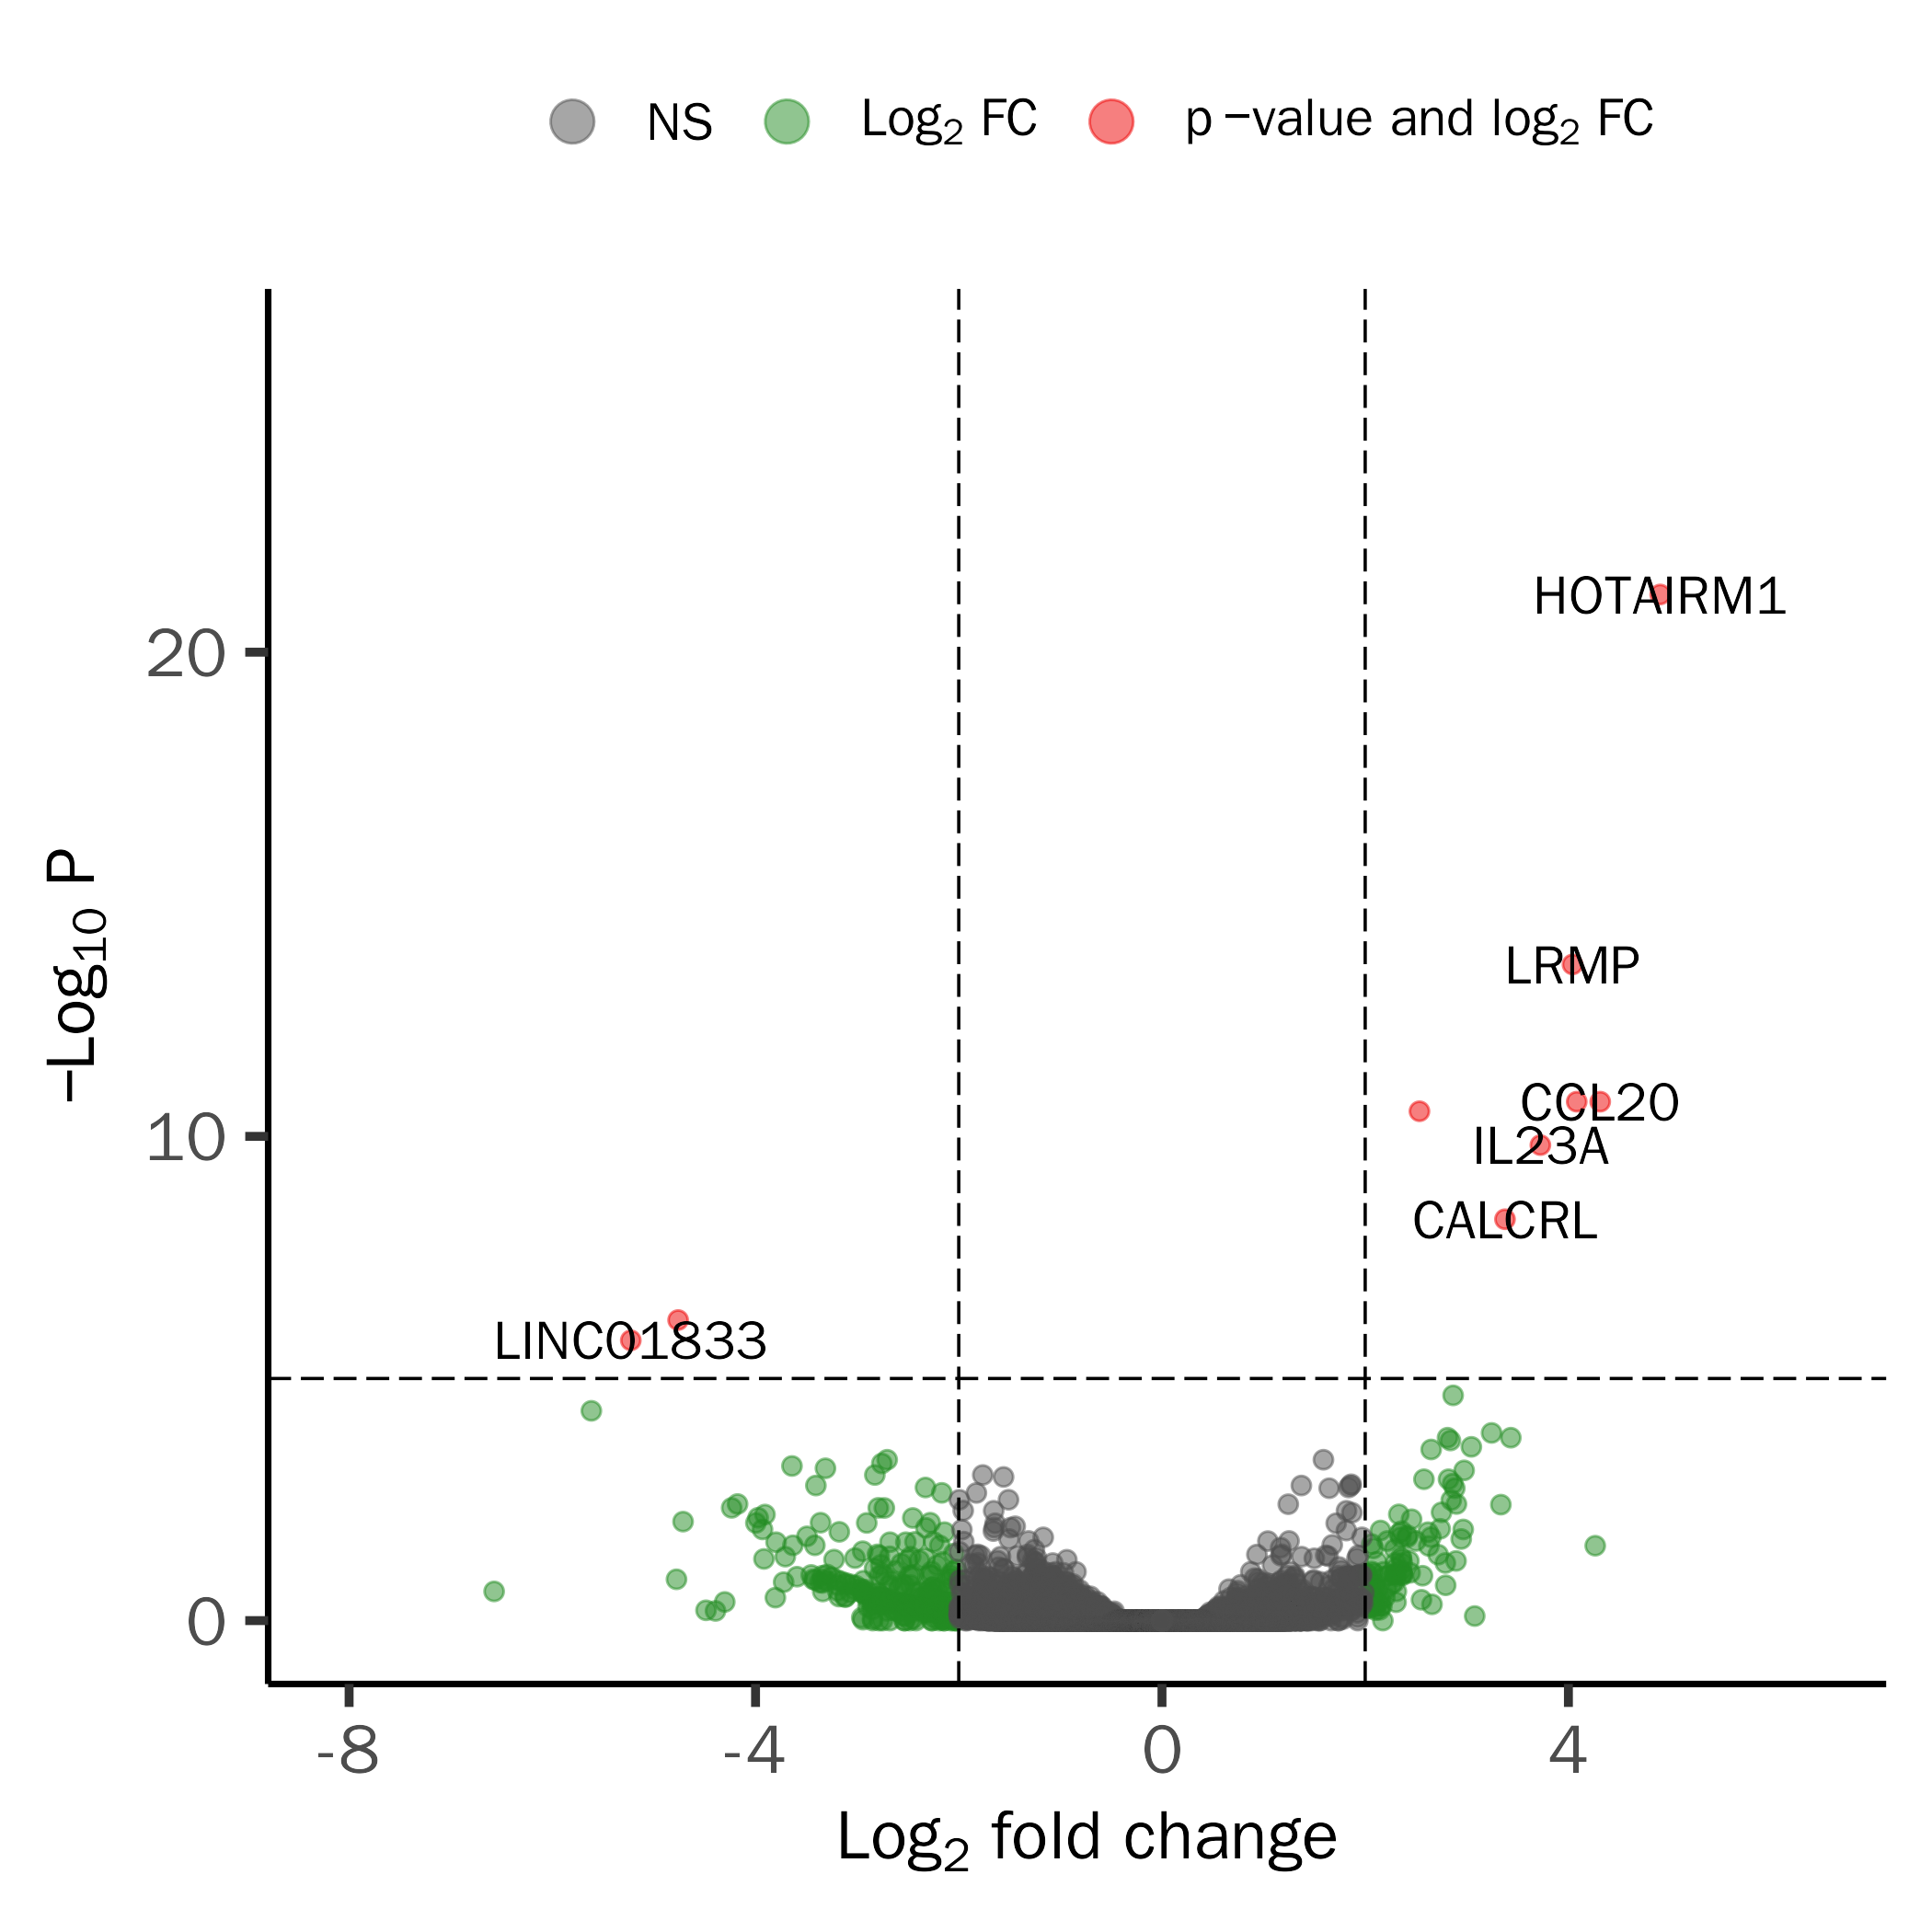 NS Log2 FC p −value and log2 FC
HOTAIRM1
20
LRMP
CCL20
10
IL23A
CALCRL
LINC01833
0
-8 -4 0 4
Log2 fold change
−Log10 P